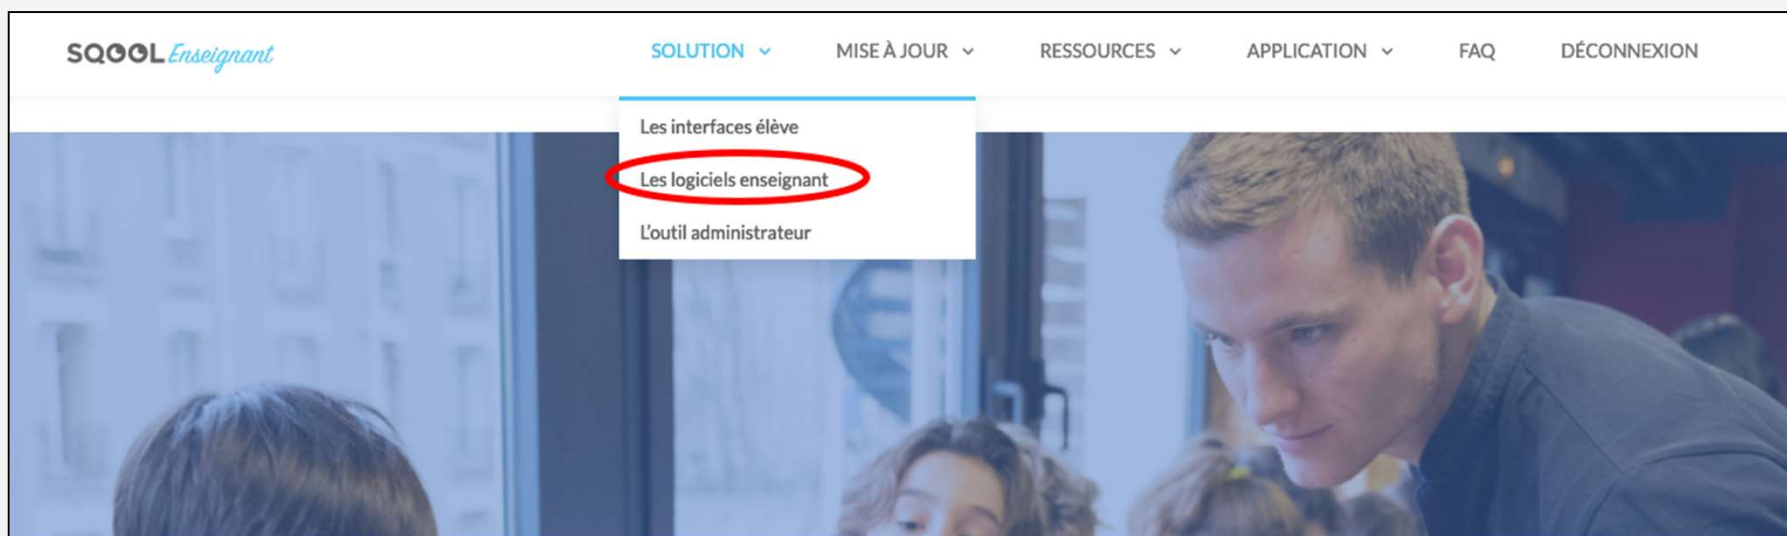 SQOOL Enseignant
SOLUTION
MISE À JOUR
RESSOURCES
APPLICATION
FAQ
DÉCONNEXION
Les interfaces élève
Les logiciels enseignant
L'outil administrateur